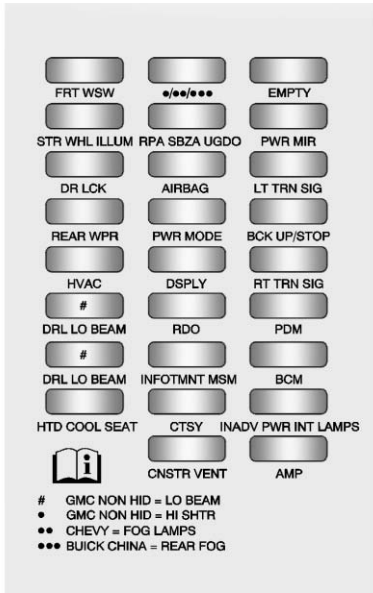 FRT WSW ●/●●/●●● EMPTY
STR WHL ILLUM RPA SBZA UGDO PWR MIR
DR LCK AIRBAG LT TRN SIG
REAR WPR PWR MODE BCK UP/STOP
HVAC DSPLY RT TRN SIG
#
DRL LO BEAM RDO PDM
#
DRL LO BEAM INFOTMNT MSM BCM
HTD COOL SEAT CTSY INADV PWR INT LAMPS
i
CNSTR VENT AMP
# GMC NON HID = LO BEAM
● GMC NON HID = HI SHTR
●● CHEVY = FOG LAMPS
●●● BUICK CHINA = REAR FOG